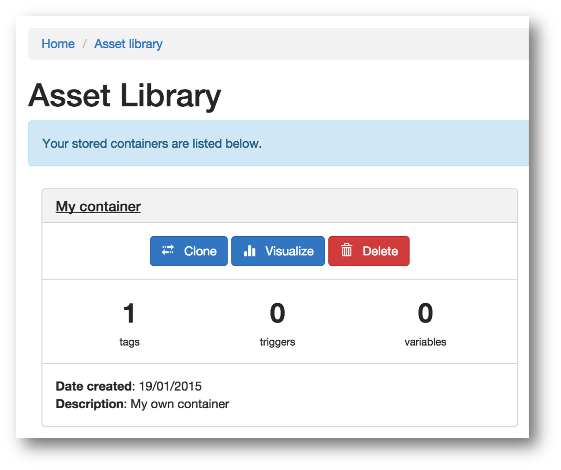 Home / Asset library
Asset Library
Your stored containers are listed below.
My container
Clone Visualize Delete
1 0 0
tags triggers variables
Date created: 19/01/2015
Description: My own container